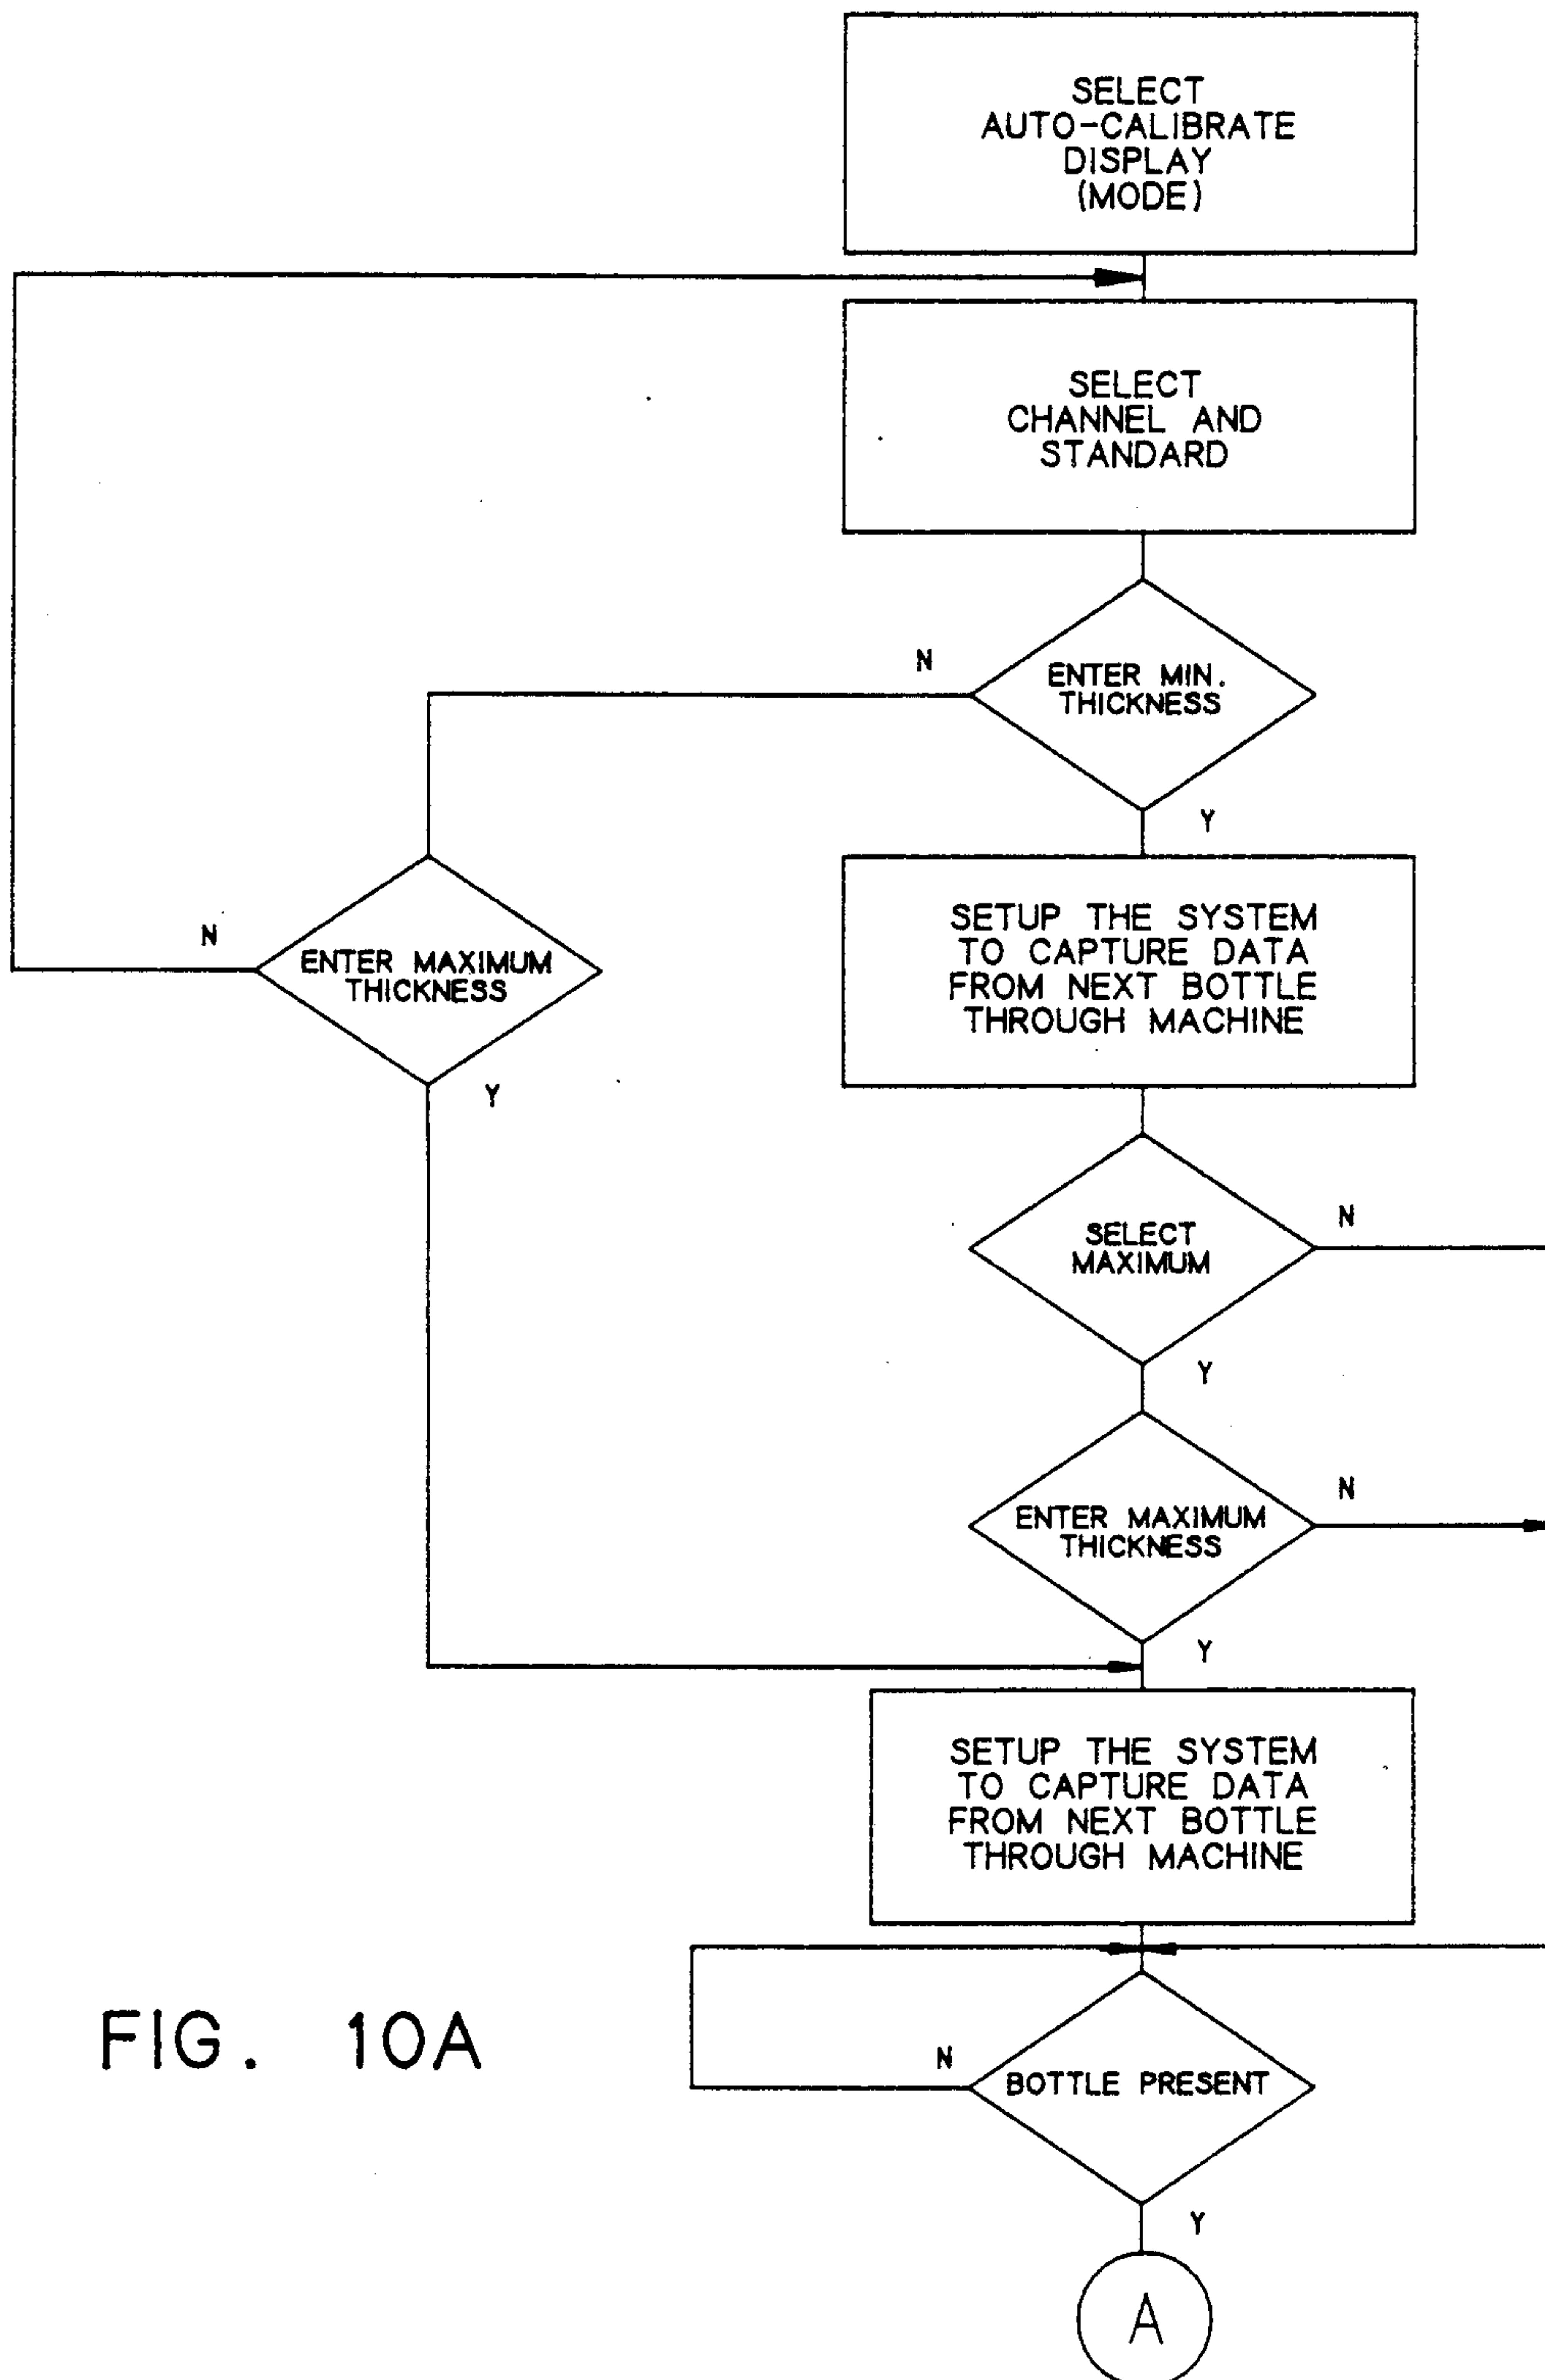 SELECT
AUTO-CALIBRATE
DISPLAY
(MODE)
SELECT
CHANNEL AND
STANDARD
N
ENTER MIN.
THICKNESS
Y
SETUP THE SYSTEM
TO CAPTURE DATA
FROM NEXT BOTTLE
THROUGH MACHINE
N
ENTER MAXIMUM
THICKNESS
Y
SELECT
MAXIMUM
N
Y
ENTER MAXIMUM
THICKNESS
N
Y
SETUP THE SYSTEM
TO CAPTURE DATA
FROM NEXT BOTTLE
THROUGH MACHINE
N
BOTTLE PRESENT
Y
A
FIG. 10A